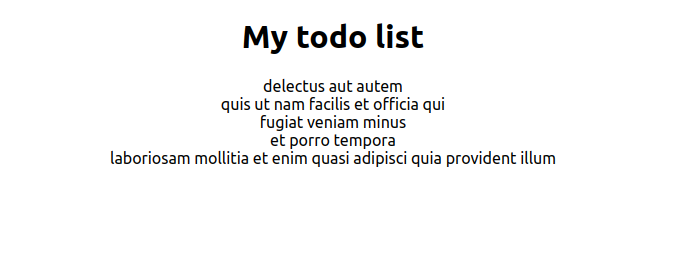 My todo list
delectus aut autem
quis ut nam facilis et officia qui
fugiat veniam minus
et porro tempora
laboriosam mollitia et enim quasi adipisci quia provident illum